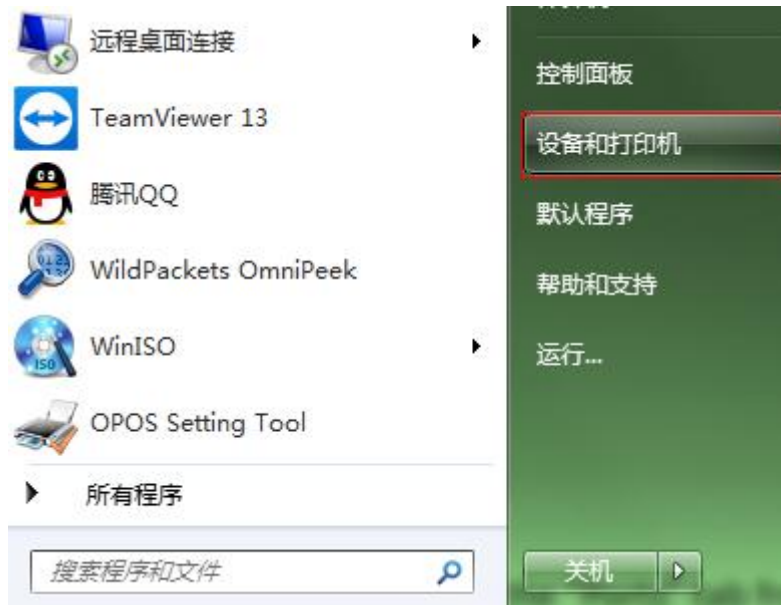 远程桌面连接
TeamViewer 13
腾讯QQ
WildPackets OmniPeek
WinISO
ISO
OPOS Setting Tool
所有程序
搜索程序和文件
控制面板
设备和打印机
默认程序
帮助和支持
运行...
关机